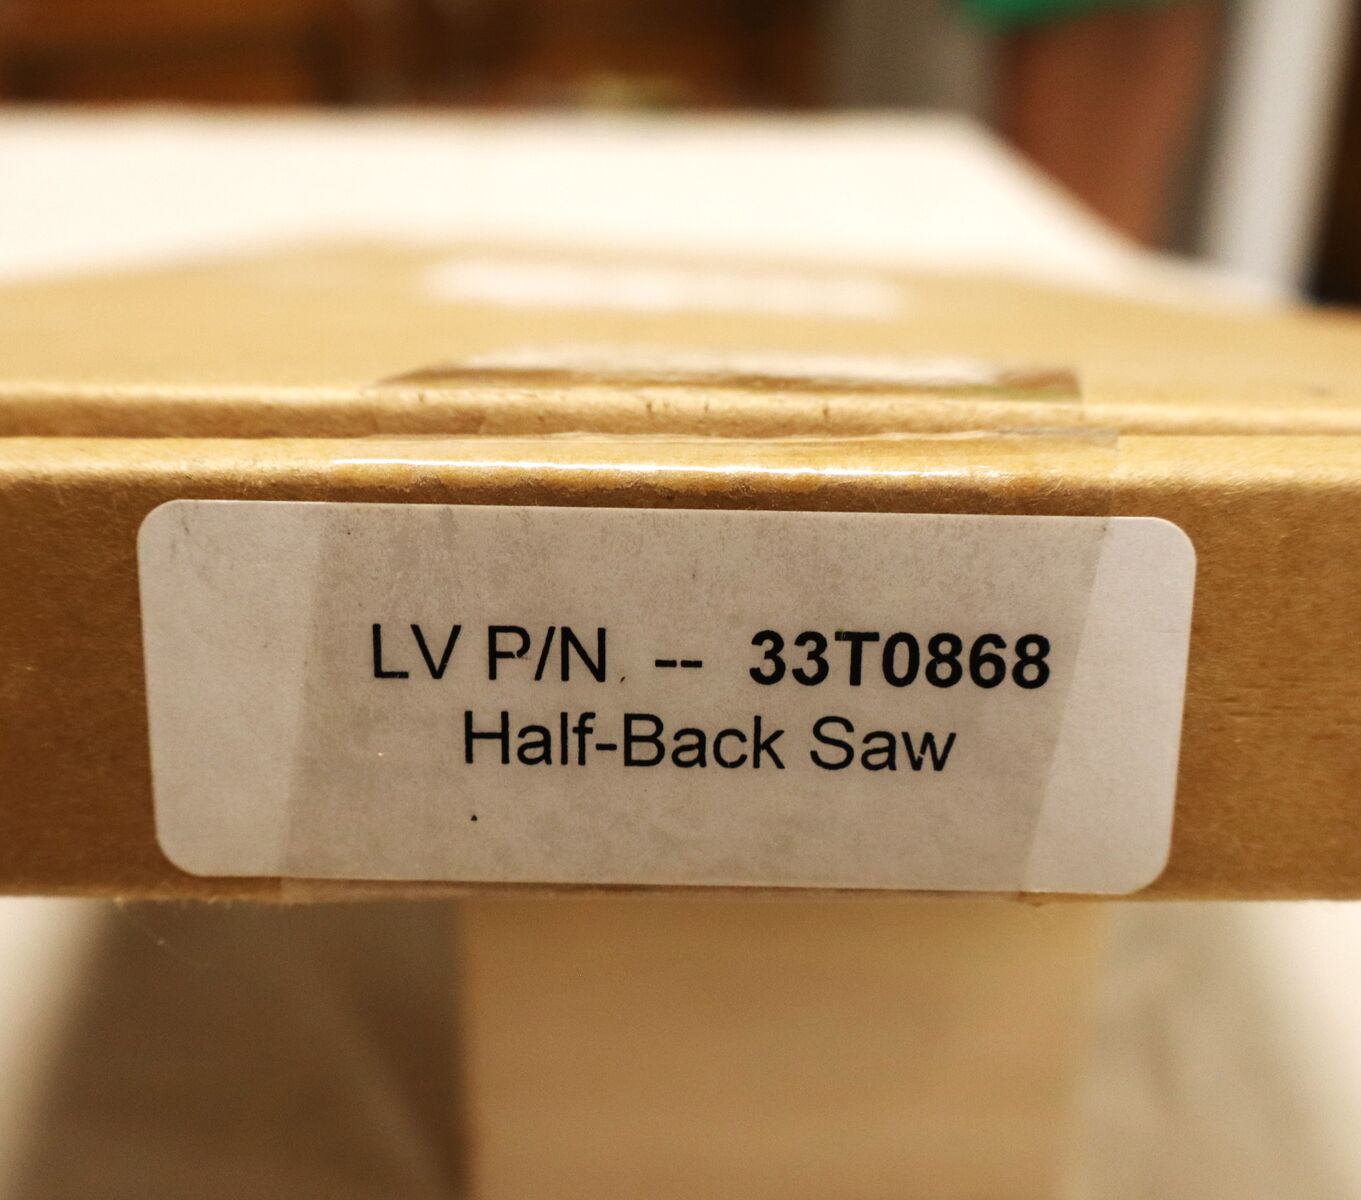 LV P/N -- 33T0868
Half-Back Saw